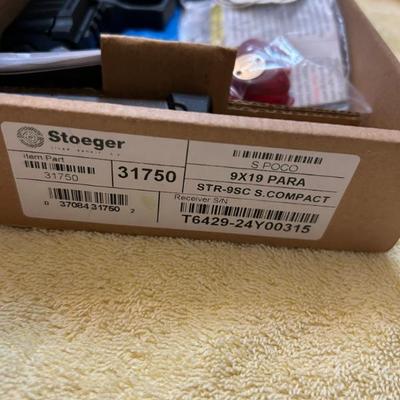 Stoeger
Item Part
31750
31750
0 37084 31750 2
S.POCO
9X19 PARA
STR-9SC S.COMPACT
Receiver S/N
T6429-24Y00315